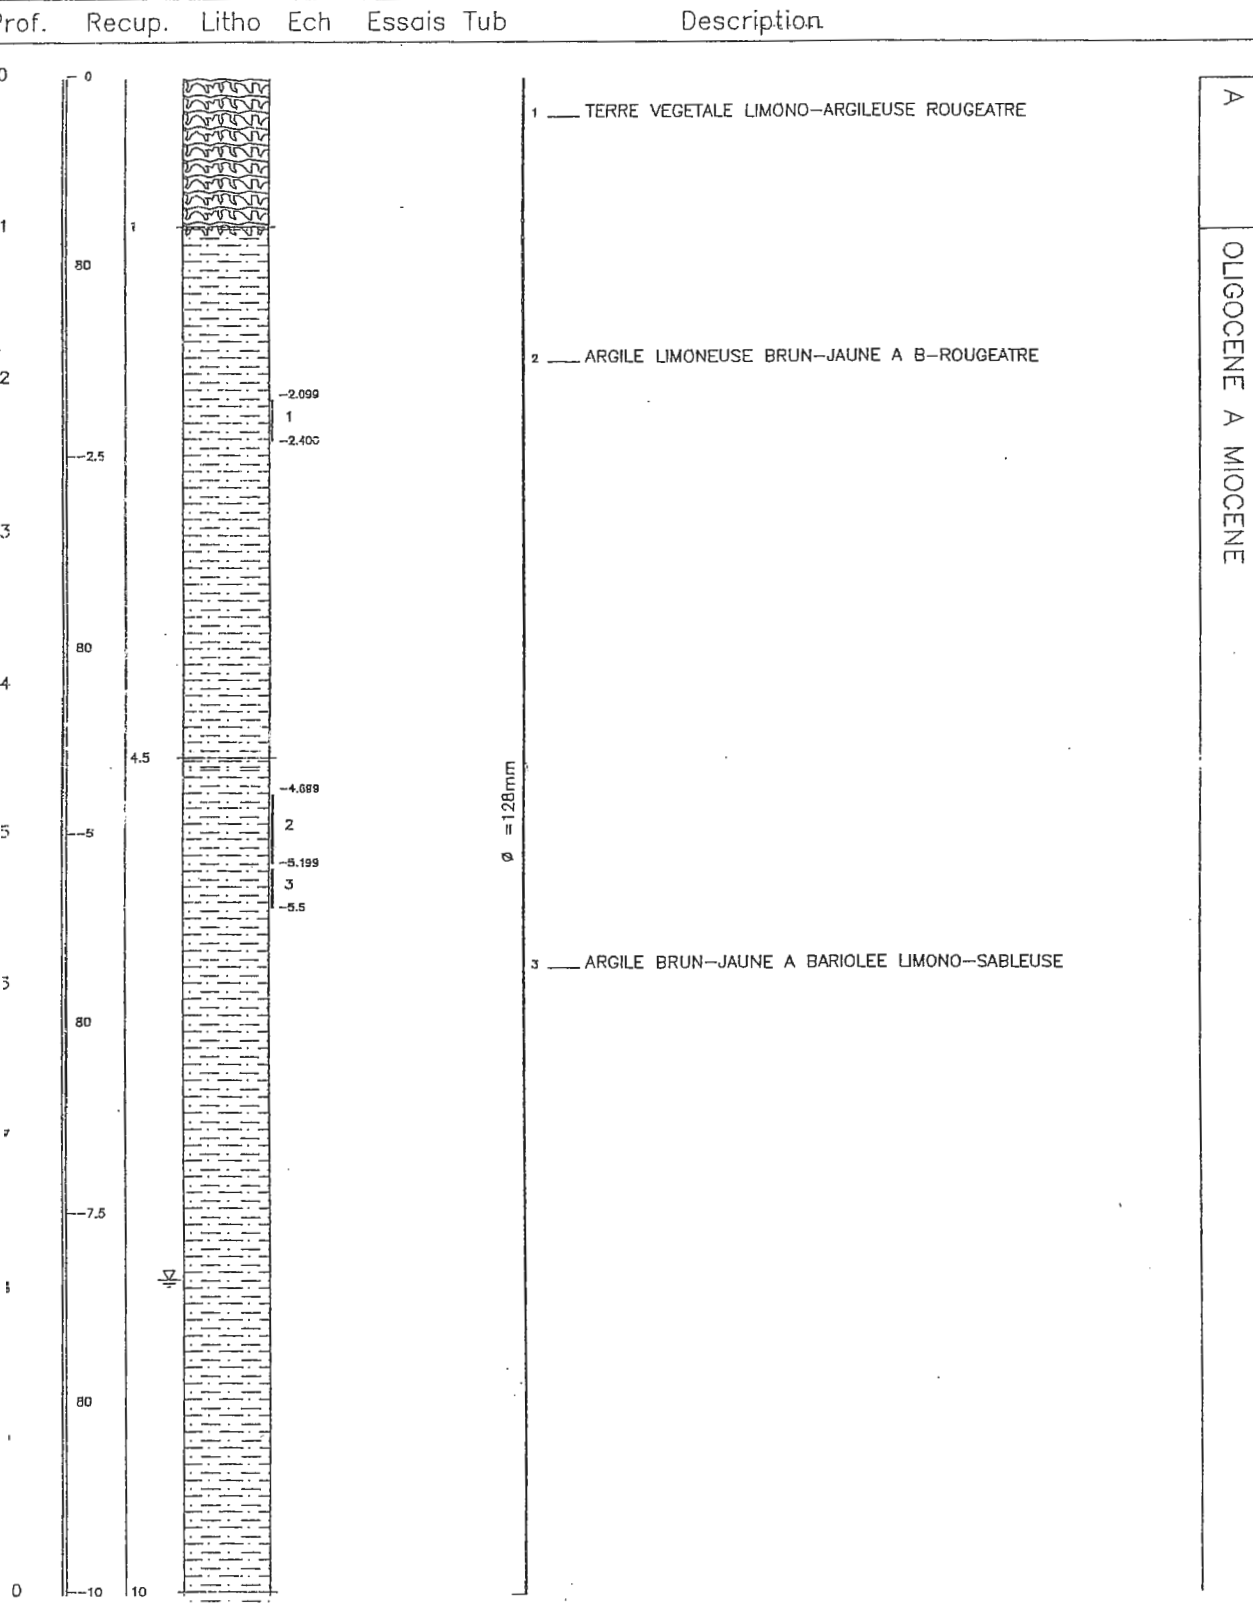 Prof. Recup. Litho Ech Essais Tub Description
0 0
1 TERRE VEGETALE LIMONO-ARGILEUSE ROUGEATRE
A
1 1
80
OLIGOCENE A MIOCENE
2 ARGILE LIMONEUSE BRUN-JAUNE A B-ROUGEATRE
2
-2.099
1
-2.400
-2.5
3
80
4
4.5
-4.699
2
5 -5
-5.199
3
-5.5
Ø =128mm
3 ARGILE BRUN-JAUNE A BARIOLEE LIMONO-SABLEUSE
80
7
-7.5
80
0 -10 10